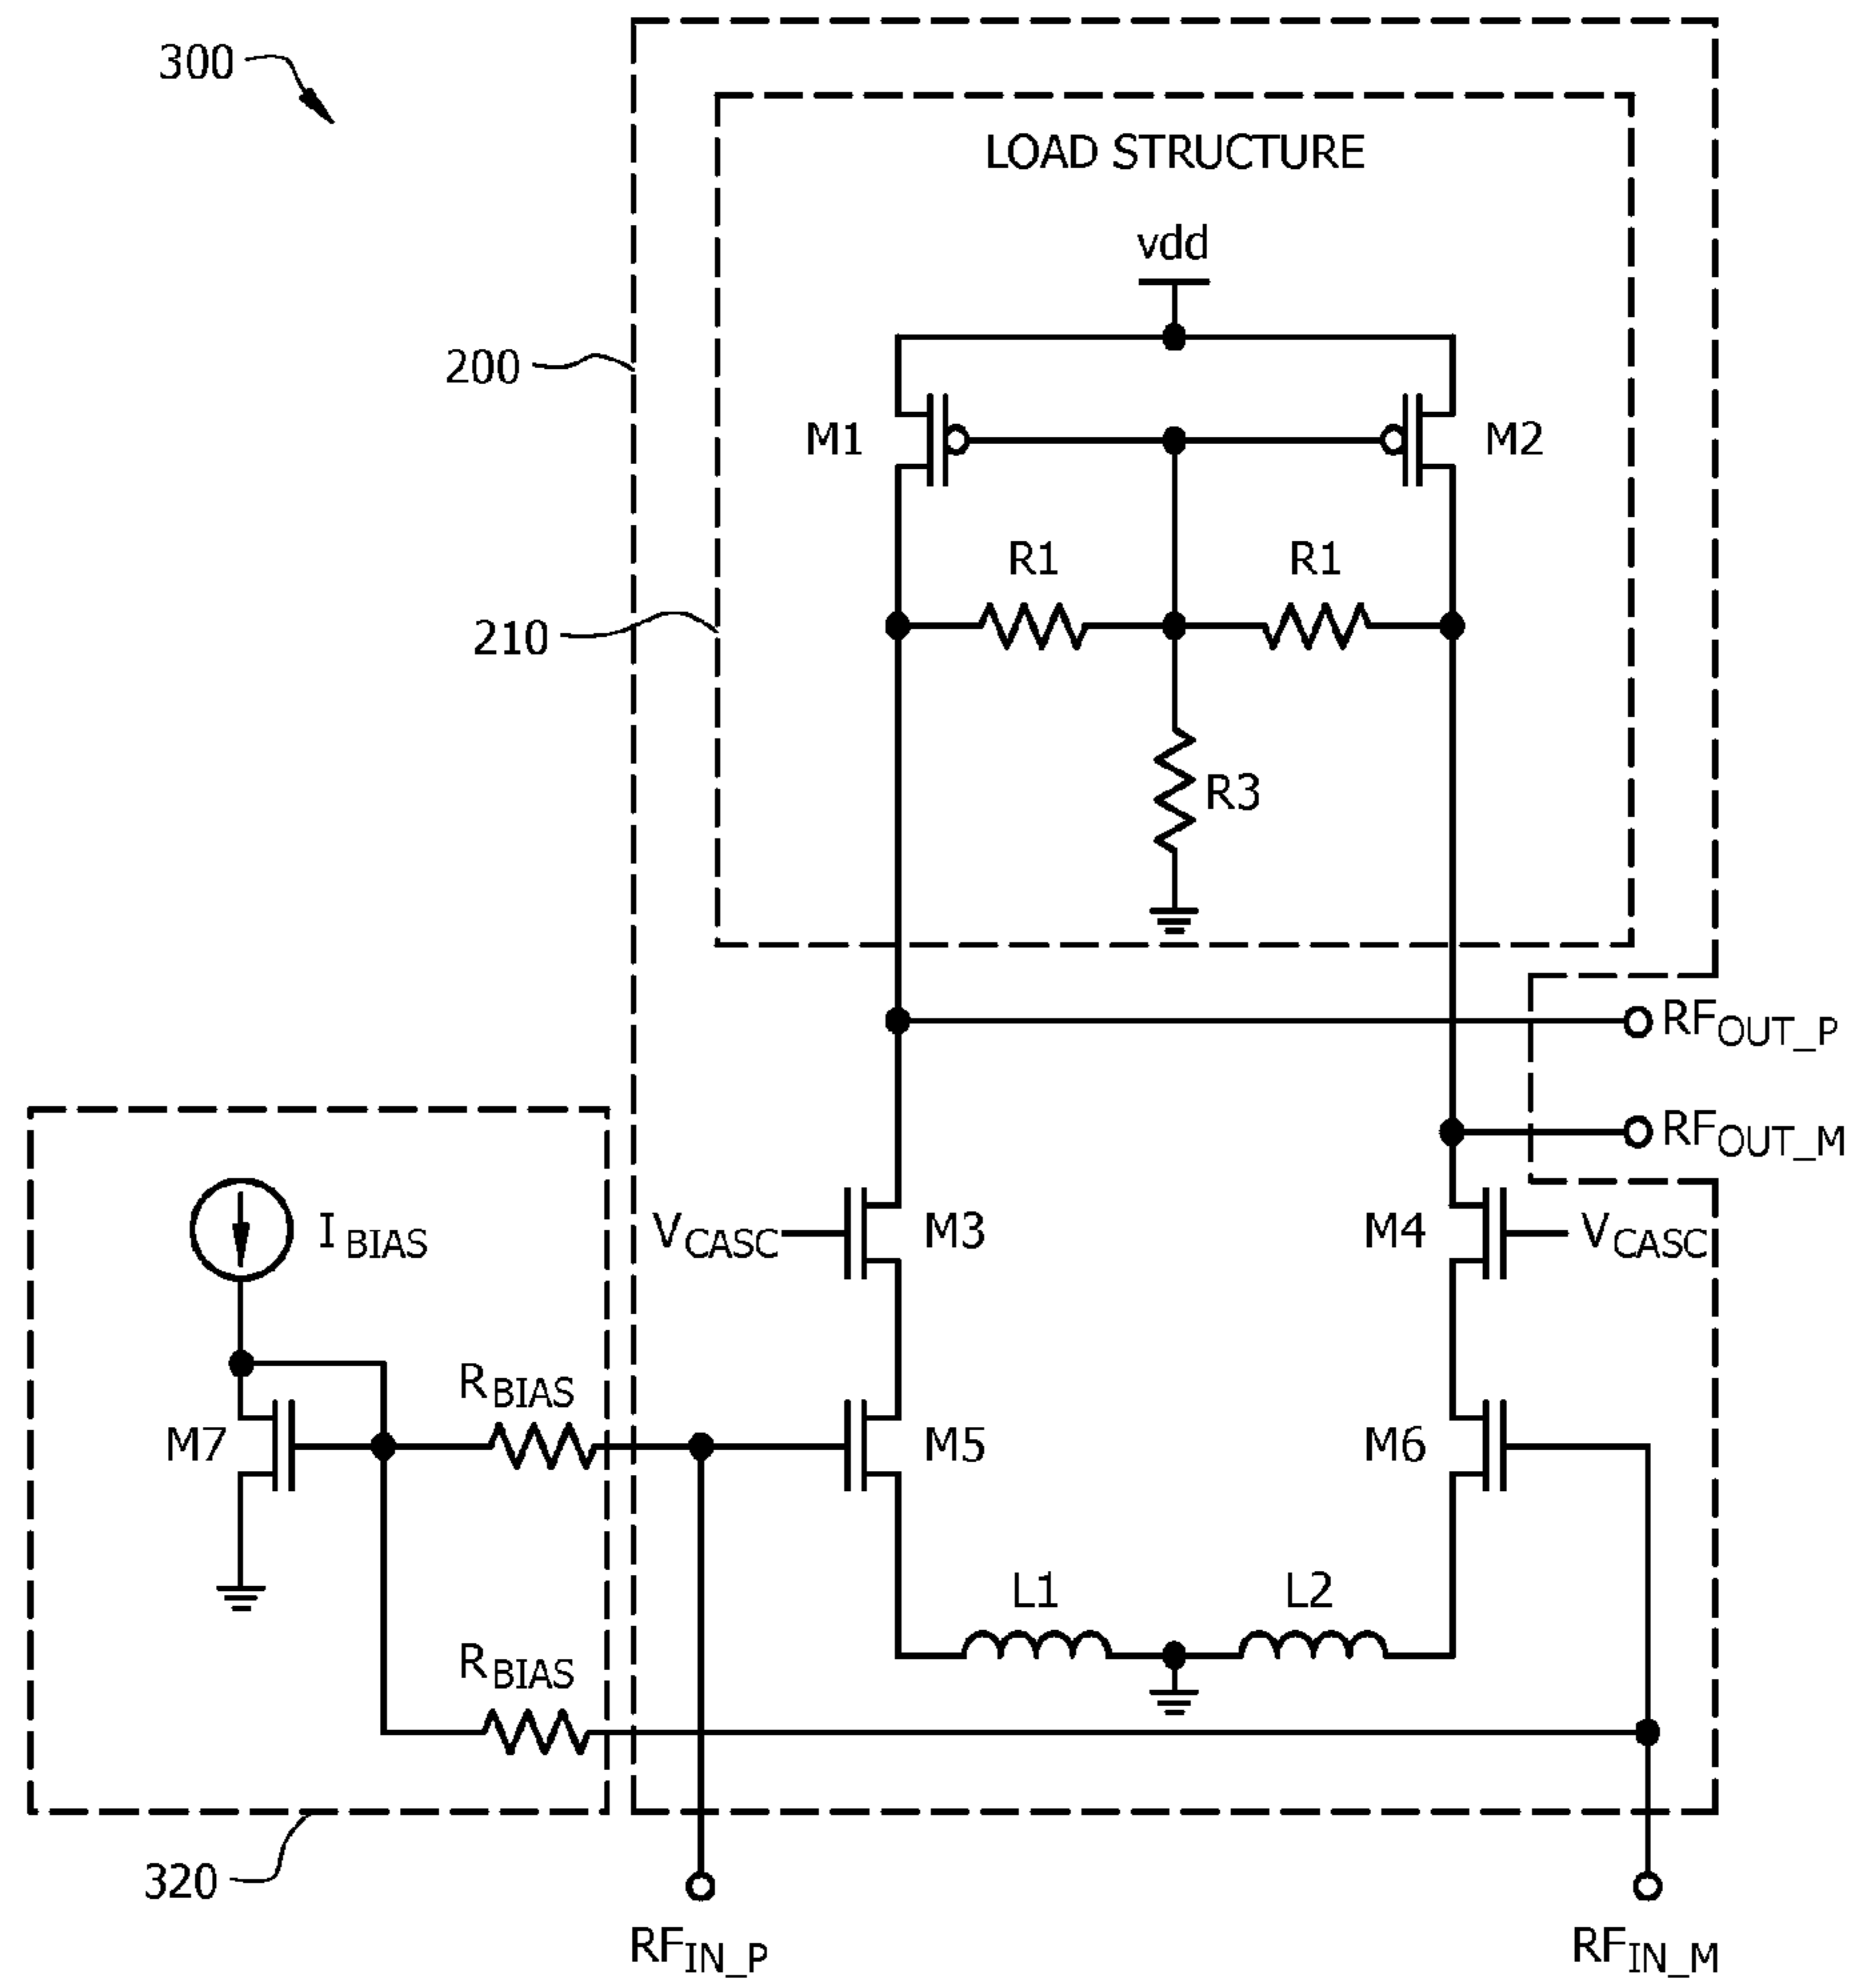 300
LOAD STRUCTURE
vdd
200
M1
M2
R1
R1
210
R3
RFOUT_P
RFOUT_M
IBIAS
VCASC
M3
M4
VCASC
RBIAS
M7
M5
M6
L1
L2
RBIAS
320
RFIN_P
RFIN_M